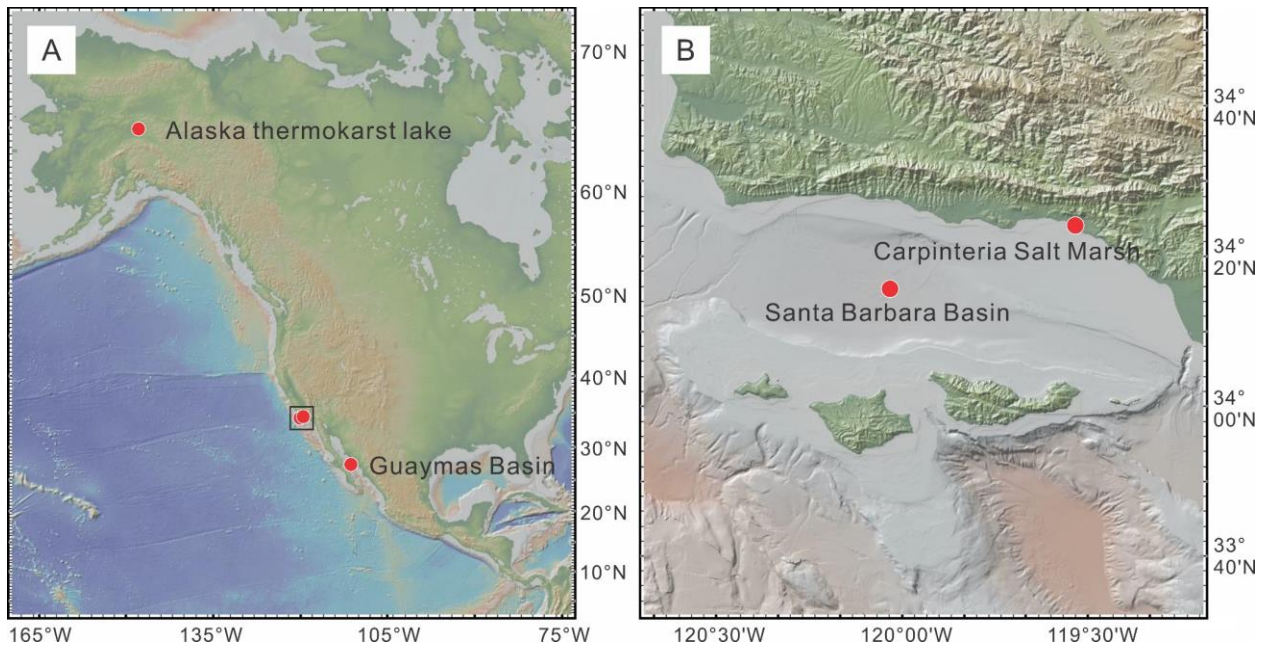 A
70°N
Alaska thermokarst lake
60°N
50°N
40°N
30°N
Guaymas Basin
20°N
10°N
165°W 135°W 105°W 75°W
B
34°
40'N
Carpinteria Salt Marsh
34°
20'N
Santa Barbara Basin
34°
00'N
33°
40'N
120°30'W 120°00'W 119°30'W